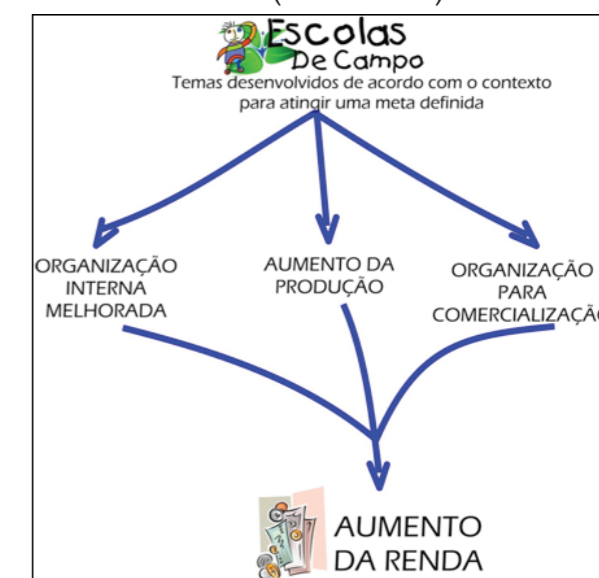 Escolas
De Campo
Temas desenvolvidos de acordo com o contexto
para atingir uma meta definida
ORGANIZAÇÃO
INTERNA
MELHORADA
AUMENTO DA
PRODUÇÃO
ORGANIZAÇÃO
PARA
COMERCIALIZAÇÃO
AUMENTO
DA RENDA